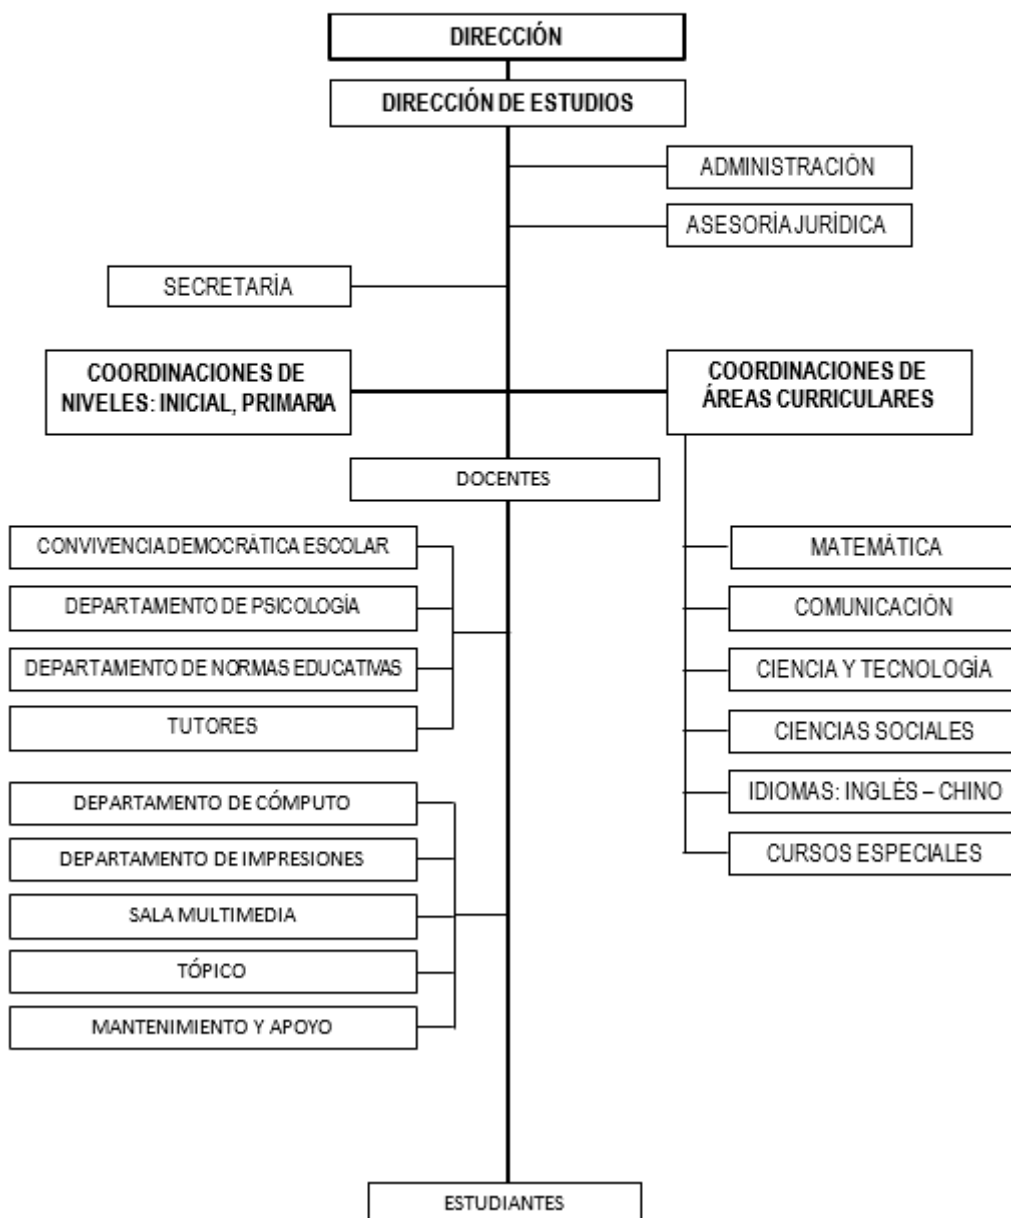 DIRECCIÓN
DIRECCIÓN DE ESTUDIOS
ADMINISTRACIÓN
ASESORÍA JURÍDICA
SECRETARÍA
COORDINACIONES DE
NIVELES: INICIAL, PRIMARIA
COORDINACIONES DE
ÁREAS CURRICULARES
DOCENTES
CONVIVENCIA DEMOCRÁTICA ESCOLAR
DEPARTAMENTO DE PSICOLOGÍA
DEPARTAMENTO DE NORMAS EDUCATIVAS
TUTORES
DEPARTAMENTO DE CÓMPUTO
DEPARTAMENTO DE IMPRESIONES
SALA MULTIMEDIA
TÓPICO
MANTENIMIENTO Y APOYO
MATEMÁTICA
COMUNICACIÓN
CIENCIA Y TECNOLOGÍA
CIENCIAS SOCIALES
IDIOMAS: INGLÉS – CHINO
CURSOS ESPECIALES
ESTUDIANTES